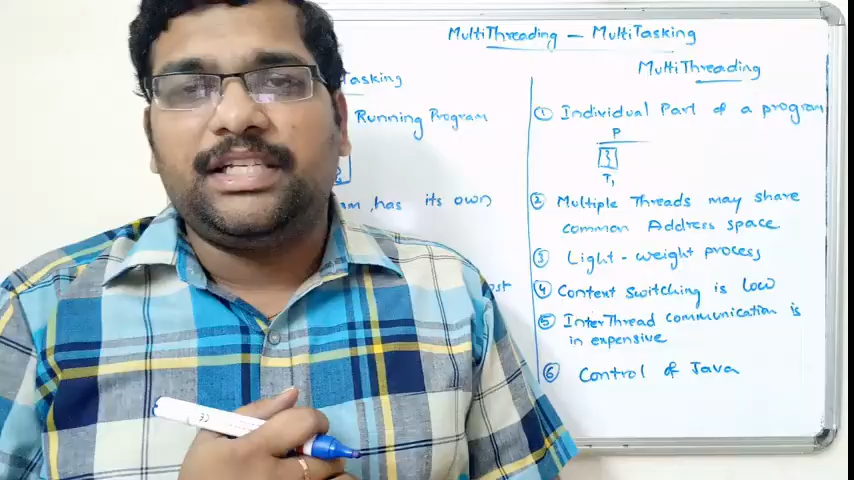 MultiThreading - MultiTasking
Tasking
Running Program
has its own
ost
MultiThreading
① Individual Part of a program
P
T1
② Multiple Threads may share
common Address space
③ Light-weight process
④ Context switching is low
⑤ InterThread communication is
in expensive
⑥ Control of Java